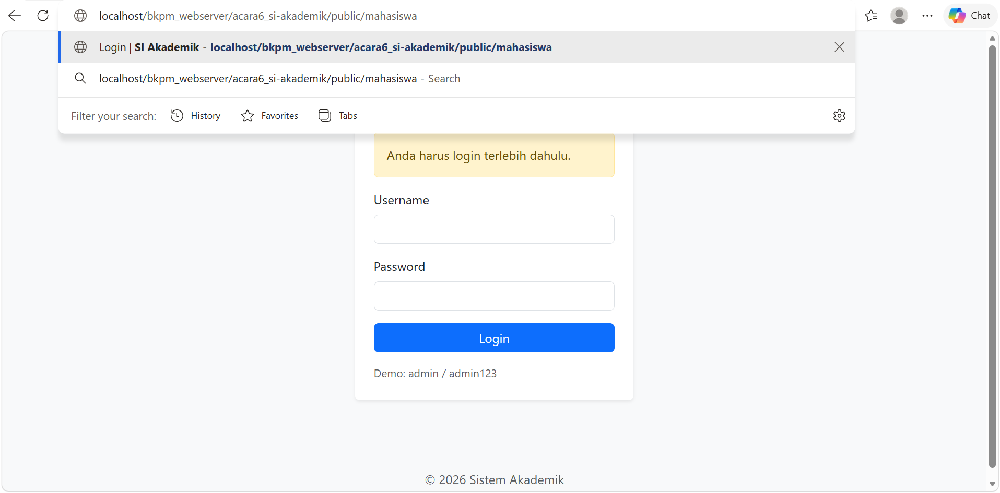 localhost/bkpm_webserver/acara6_si-akademik/public/mahasiswa
Chat
Login | SI Akademik - localhost/bkpm_webserver/acara6_si-akademik/public/mahasiswa
localhost/bkpm_webserver/acara6_si-akademik/public/mahasiswa - Search
Filter your search: History Favorites Tabs
Anda harus login terlebih dahulu.
Username
Password
Login
Demo: admin / admin123
© 2026 Sistem Akademik